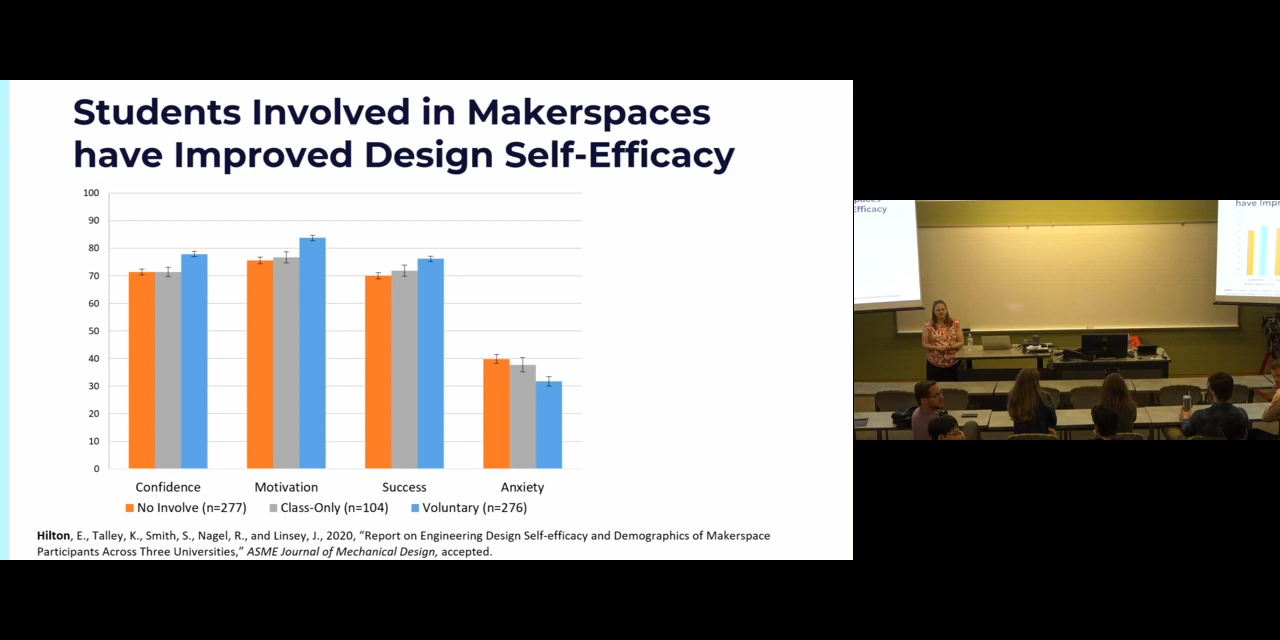 Students Involved in Makerspaces
have Improved Design Self-Efficacy
100
90
80
70
60
50
40
30
20
10
0
Confidence Motivation Success Anxiety
No Involve (n=277) Class-Only (n=104) Voluntary (n=276)
Hilton, E., Talley, K., Smith, S., Nagel, R., and Linsey, J., 2020, “Report on Engineering Design Self-efficacy and Demographics of Makerspace
Participants Across Three Universities,” ASME Journal of Mechanical Design, accepted.
Efficacy
have Impr